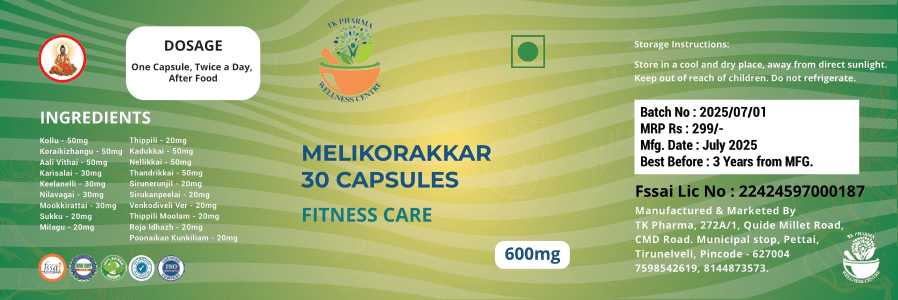 DOSAGE
One Capsule, Twice a Day,
After Food
INGREDIENTS
Kollu - 50mg
Koraikizhangu - 50mg
Aali Vithai - 50mg
Karisalai - 30mg
Keelanelli - 30mg
Nilavagai - 30mg
Mookkirattai - 30mg
Sukku - 20mg
Milagu - 20mg
Thippili - 20mg
Kadukkai - 50mg
Nellikkai - 50mg
Thandrikkai - 50mg
Sirunerunjil - 20mg
Sirukanpeelai - 20mg
Venkodiveli Ver - 20mg
Thippili Moolam - 20mg
Roja Idhazh - 20mg
Poonaikan Kunkiliam - 20mg
fssai
ISO
TK PHARMA
WELLNESS CENTRE
MELIKORAKKAR
30 CAPSULES
FITNESS CARE
600mg
Storage Instructions:
Store in a cool and dry place, away from direct sunlight.
Keep out of reach of children. Do not refrigerate.
Batch No : 2025/07/01
MRP Rs : 299/-
Mfg. Date : July 2025
Best Before : 3 Years from MFG.
Fssai Lic No : 22424597000187
Manufactured & Marketed By
TK Pharma, 272A/1, Quide Millet Road,
CMD Road. Municipal stop, Pettai,
Tirunelveli, Pincode - 627004
7598542619, 8144873573.
TK PHARMA
WELLNESS CENTRE